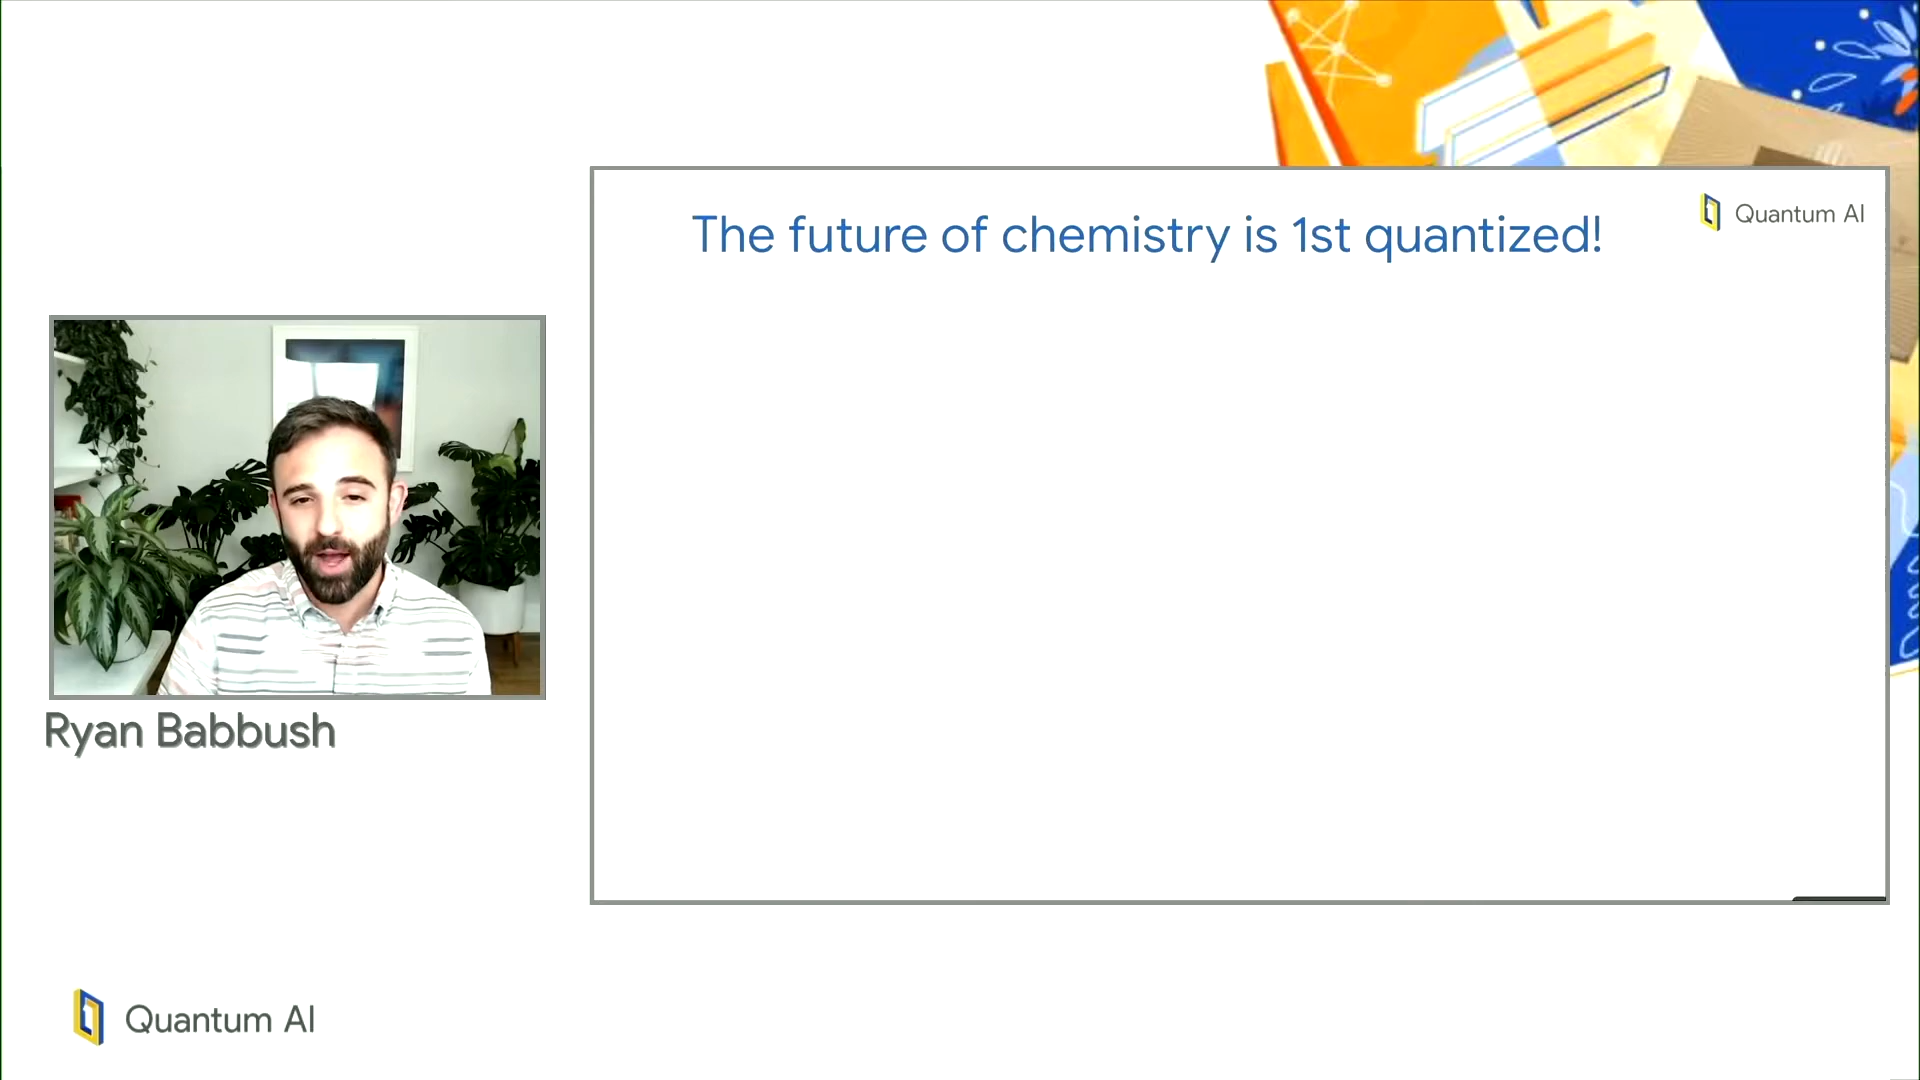 The future of chemistry is 1st quantized!
Quantum AI
Ryan Babbush
Quantum AI